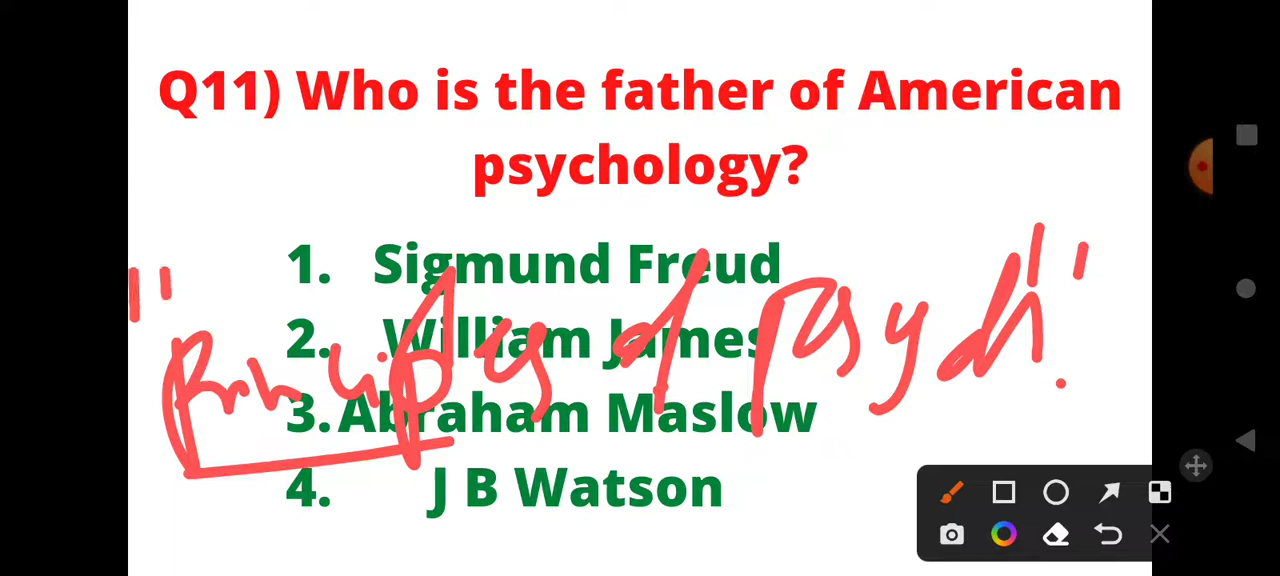 Q11) Who is the father of American
psychology?
1. Sigmund Freud
2. William James
3. Abraham Maslow
4. J B Watson